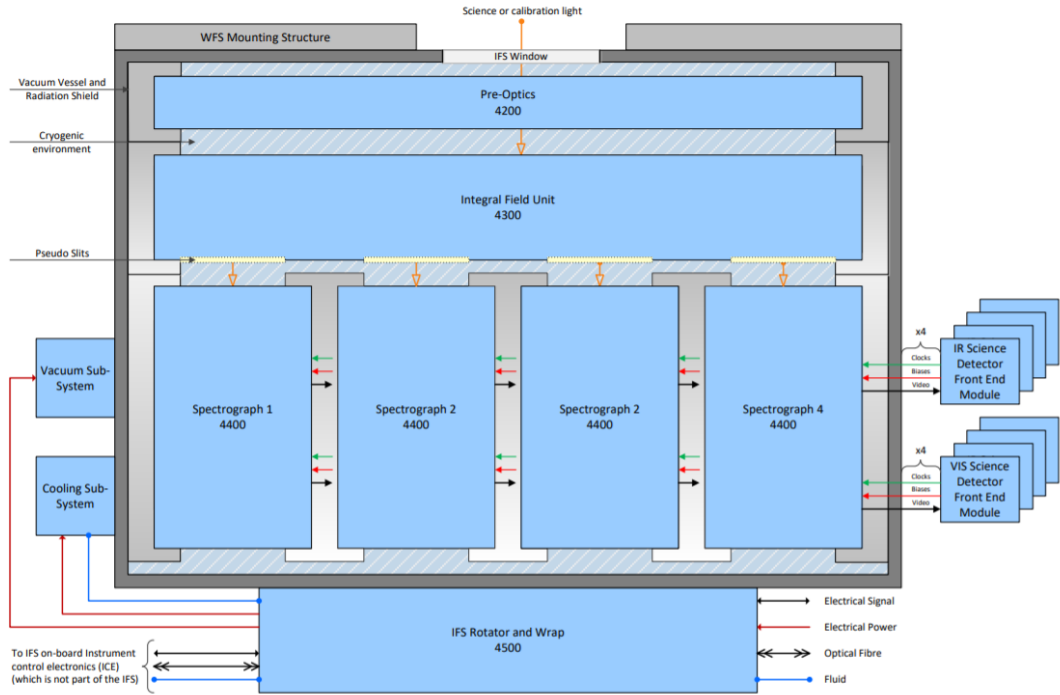 Science or calibration light
WFS Mounting Structure
IFS Window
Vacuum Vessel and
Radiation Shield
Pre-Optics
4200
Cryogenic
environment
Integral Field Unit
4300
Pseudo Slits
Vacuum Sub-
System
Cooling Sub-
System
Spectrograph 1
4400
Spectrograph 2
4400
Spectrograph 2
4400
Spectrograph 4
4400
x4
Clocks
Biases
Video
IR Science
Detector
Front End
Module
x4
Clocks
Biases
Video
VIS Science
Detector
Front End
Module
IFS Rotator and Wrap
4500
To IFS on-board Instrument
control electronics (ICE)
(which is not part of the IFS)
Electrical Signal
Electrical Power
Optical Fibre
Fluid